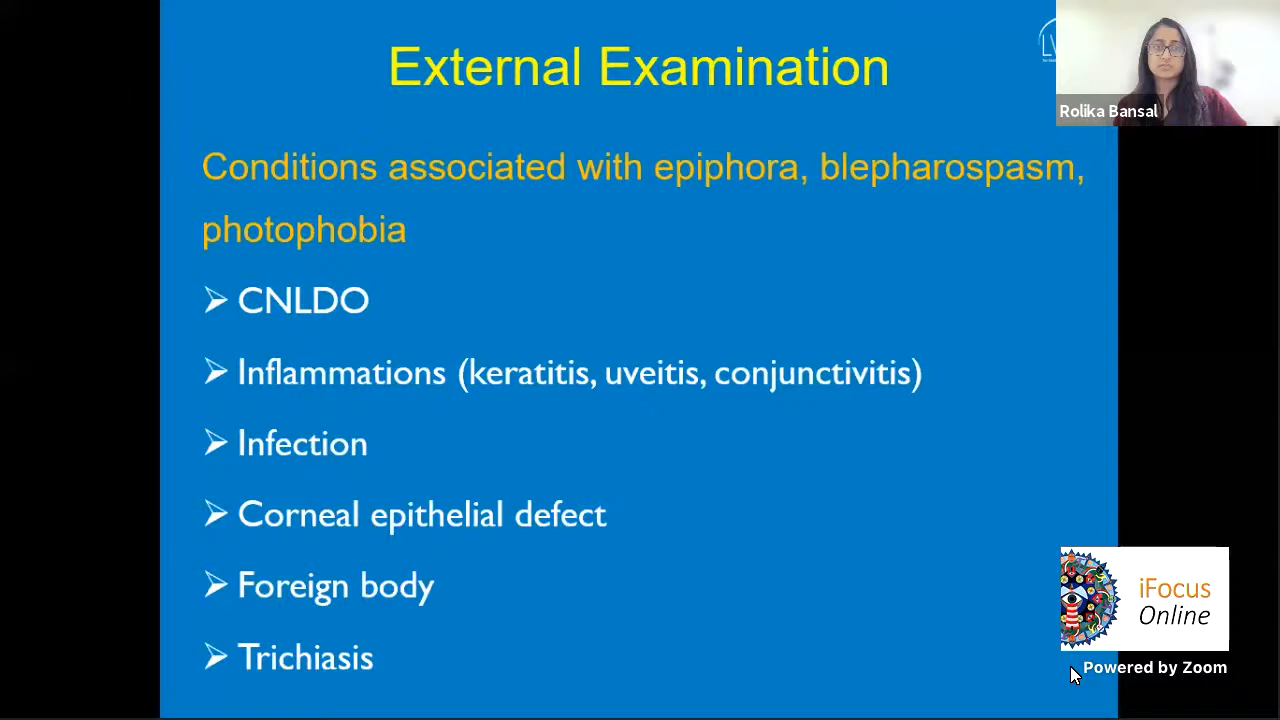 External Examination
Rolika Bansal
Conditions associated with epiphora, blepharospasm,
photophobia
➢ CNLDO
➢ Inflammations (keratitis, uveitis, conjunctivitis)
➢ Infection
➢ Corneal epithelial defect
➢ Foreign body
➢ Trichiasis
iFocus
Online
Powered by Zoom